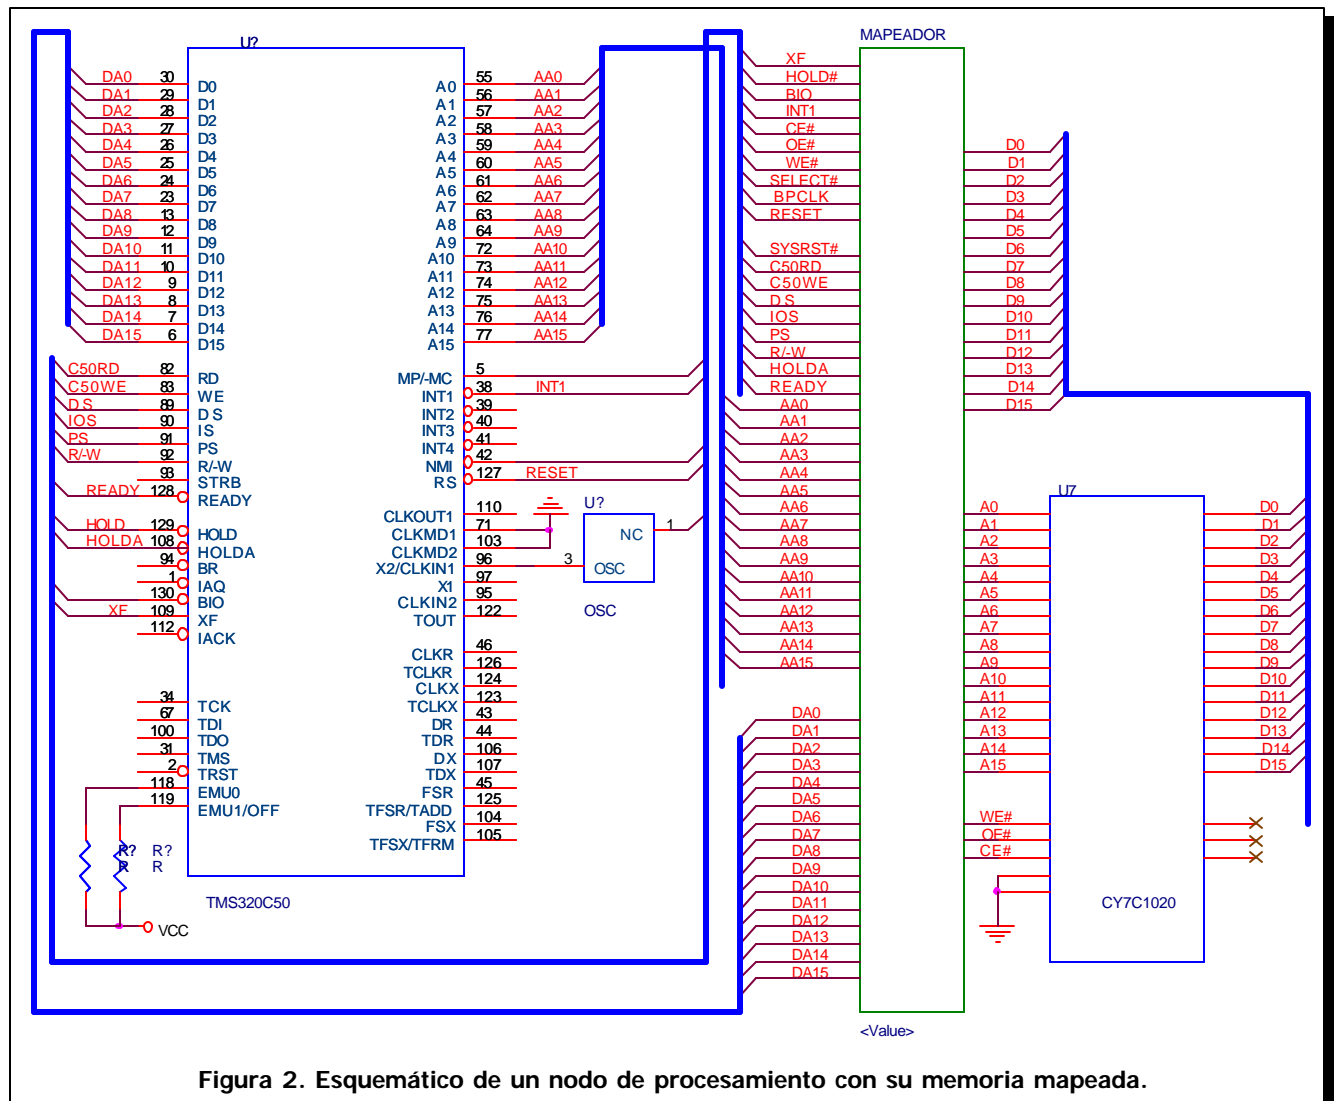 U?
MAPEADOR
DA0 30 D0
DA1 29 D1
DA2 28 D2
DA3 27 D3
DA4 26 D4
DA5 25 D5
DA6 24 D6
DA7 23 D7
DA8 13 D8
DA9 12 D9
DA10 11 D10
DA11 10 D11
DA12 9 D12
DA13 8 D13
DA14 7 D14
DA15 6 D15
C50RD 82 RD
C50WE 83 WE
DS 89 DS
IOS 90 IS
PS 91 PS
R/-W 92 R/-W
93 STRB
READY 128 READY
HOLD 129 HOLD
HOLDA 108 HOLDA
94 BR
1 IAQ
130 BIO
XF 109 XF
112 IACK
34 TCK
67 TDI
100 TDO
31 TMS
2 TRST
118 EMU0
119 EMU1/OFF
R? R
R? R
VCC
TMS320C50
A0 55 AA0
A1 56 AA1
A2 57 AA2
A3 58 AA3
A4 59 AA4
A5 60 AA5
A6 61 AA6
A7 62 AA7
A8 63 AA8
A9 64 AA9
A10 72 AA10
A11 73 AA11
A12 74 AA12
A13 75 AA13
A14 76 AA14
A15 77 AA15
MP/-MC 5
INT1 38 INT1
INT2 39
INT3 40
INT4 41
NMI 42
RS 127 RESET
CLKOUT1 110
CLKMD1 71
CLKMD2 103
X2/CLKIN1 96
X1 97
CLKIN2 95
TOUT 122
CLKR 46
TCLKR 126
CLKX 124
TCLKX 123
DR 43
TDR 44
DX 106
TDX 107
FSR 45
TFSR/TADD 125
FSX 104
TFSX/TFRM 105
U?
NC 1
3 OSC
OSC
XF
HOLD#
BIO
INT1
CE#
OE#
WE#
SELECT#
BPCLK
RESET
SYSRST#
C50RD
C50WE
DS
IOS
PS
R/-W
HOLDA
READY
AA0
AA1
AA2
AA3
AA4
AA5
AA6
AA7
AA8
AA9
AA10
AA11
AA12
AA13
AA14
AA15
DA0
DA1
DA2
DA3
DA4
DA5
DA6
DA7
DA8
DA9
DA10
DA11
DA12
DA13
DA14
DA15
<Value>
D0
D1
D2
D3
D4
D5
D6
D7
D8
D9
D10
D11
D12
D13
D14
D15
U7
A0 D0
A1 D1
A2 D2
A3 D3
A4 D4
A5 D5
A6 D6
A7 D7
A8 D8
A9 D9
A10 D10
A11 D11
A12 D12
A13 D13
A14 D14
A15 D15
WE#
OE#
CE#
CY7C1020
Figura 2. Esquemático de un nodo de procesamiento con su memoria mapeada.